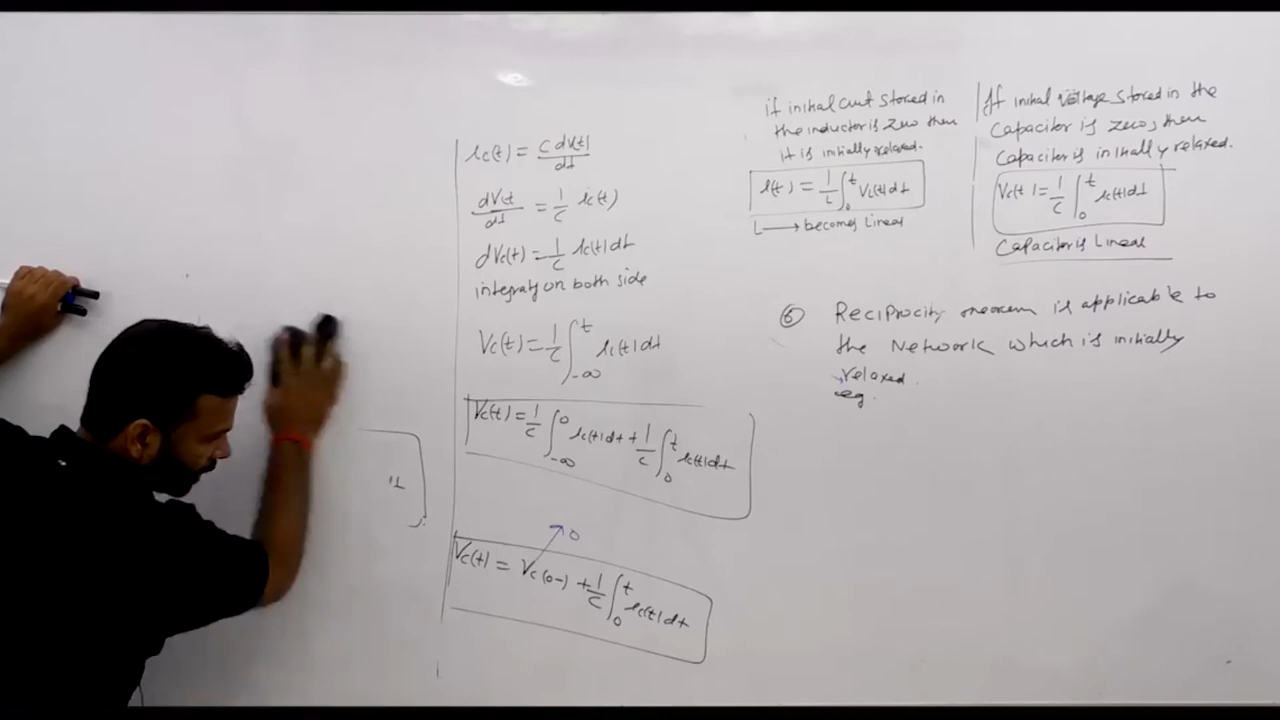 ic(t) = C dv(t)/dt
dVct/dt = 1/C ic(t)
dVc(t) = 1/C ic(t) dt
on both side
Vc(t) = 1/C ∫_{-∞}^{t} ic(t) dt
Vc(t) = 1/C ∫_{-∞}^{0} ic(t) dt + 1/C ∫_{0}^{t} ic(t) dt
0
Vc(t) = Vc(0-) + 1/C ∫_{0}^{t} ic(t) dt
if initial stored in
the inductor is zero then
it is initially relaxed.
i(t) = 1/L ∫_{0}^{t} VL(t) dt
L → becomes Linear
If initial voltage stored in the
Capacitor is zero, then
Capacitor is initially relaxed.
Vc(t) = 1/C ∫_{0}^{t} ic(t) dt
Capacitor is Linear
⑥ Reciprocity theorem is applicable to
the Network which is initially
relaxed.
eg.